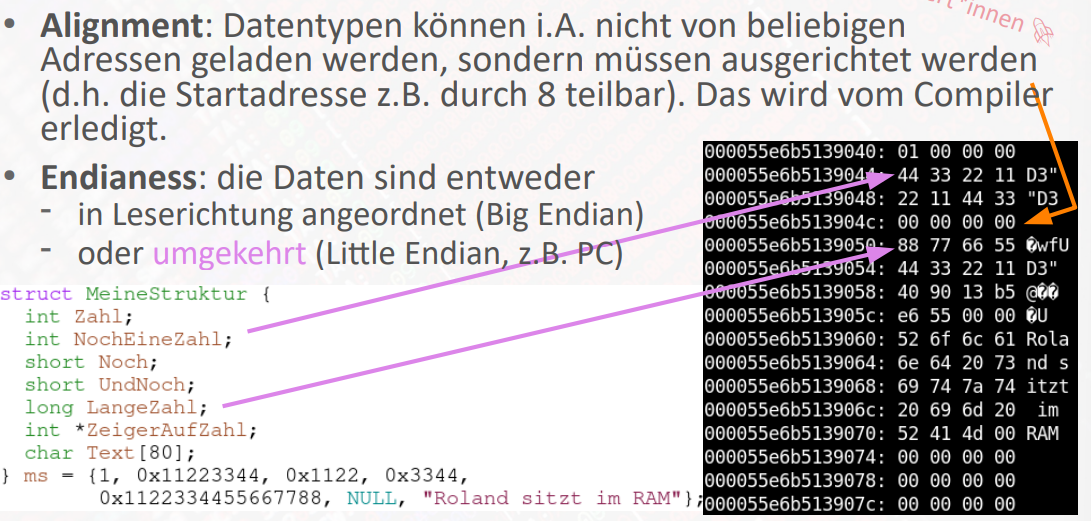 ert*innen
• Alignment: Datentypen können i.A. nicht von beliebigen
Adressen geladen werden, sondern müssen ausgerichtet werden
(d.h. die Startadresse z.B. durch 8 teilbar). Das wird vom Compiler
erledigt.
• Endianess: die Daten sind entweder
- in Leserichtung angeordnet (Big Endian)
- oder umgekehrt (Little Endian, z.B. PC)
struct MeineStruktur {
int Zahl;
int NochEineZahl;
short Noch;
short UndNoch;
long LangeZahl;
int *ZeigerAufZahl;
char Text[80];
} ms = {1, 0x11223344, 0x1122, 0x3344,
0x1122334455667788, NULL, "Roland sitzt im RAM"};
000055e6b5139040: 01 00 00 00
000055e6b5139044: 44 33 22 11 D3"
000055e6b5139048: 22 11 44 33 "D3
000055e6b513904c: 00 00 00 00
000055e6b5139050: 88 77 66 55 �wfU
000055e6b5139054: 44 33 22 11 D3"
000055e6b5139058: 40 90 13 b5 @��
000055e6b513905c: e6 55 00 00 �U
000055e6b5139060: 52 6f 6c 61 Rola
000055e6b5139064: 6e 64 20 73 nd s
000055e6b5139068: 69 74 7a 74 itzt
000055e6b513906c: 20 69 6d 20 im
000055e6b5139070: 52 41 4d 00 RAM
000055e6b5139074: 00 00 00 00
000055e6b5139078: 00 00 00 00
000055e6b513907c: 00 00 00 00